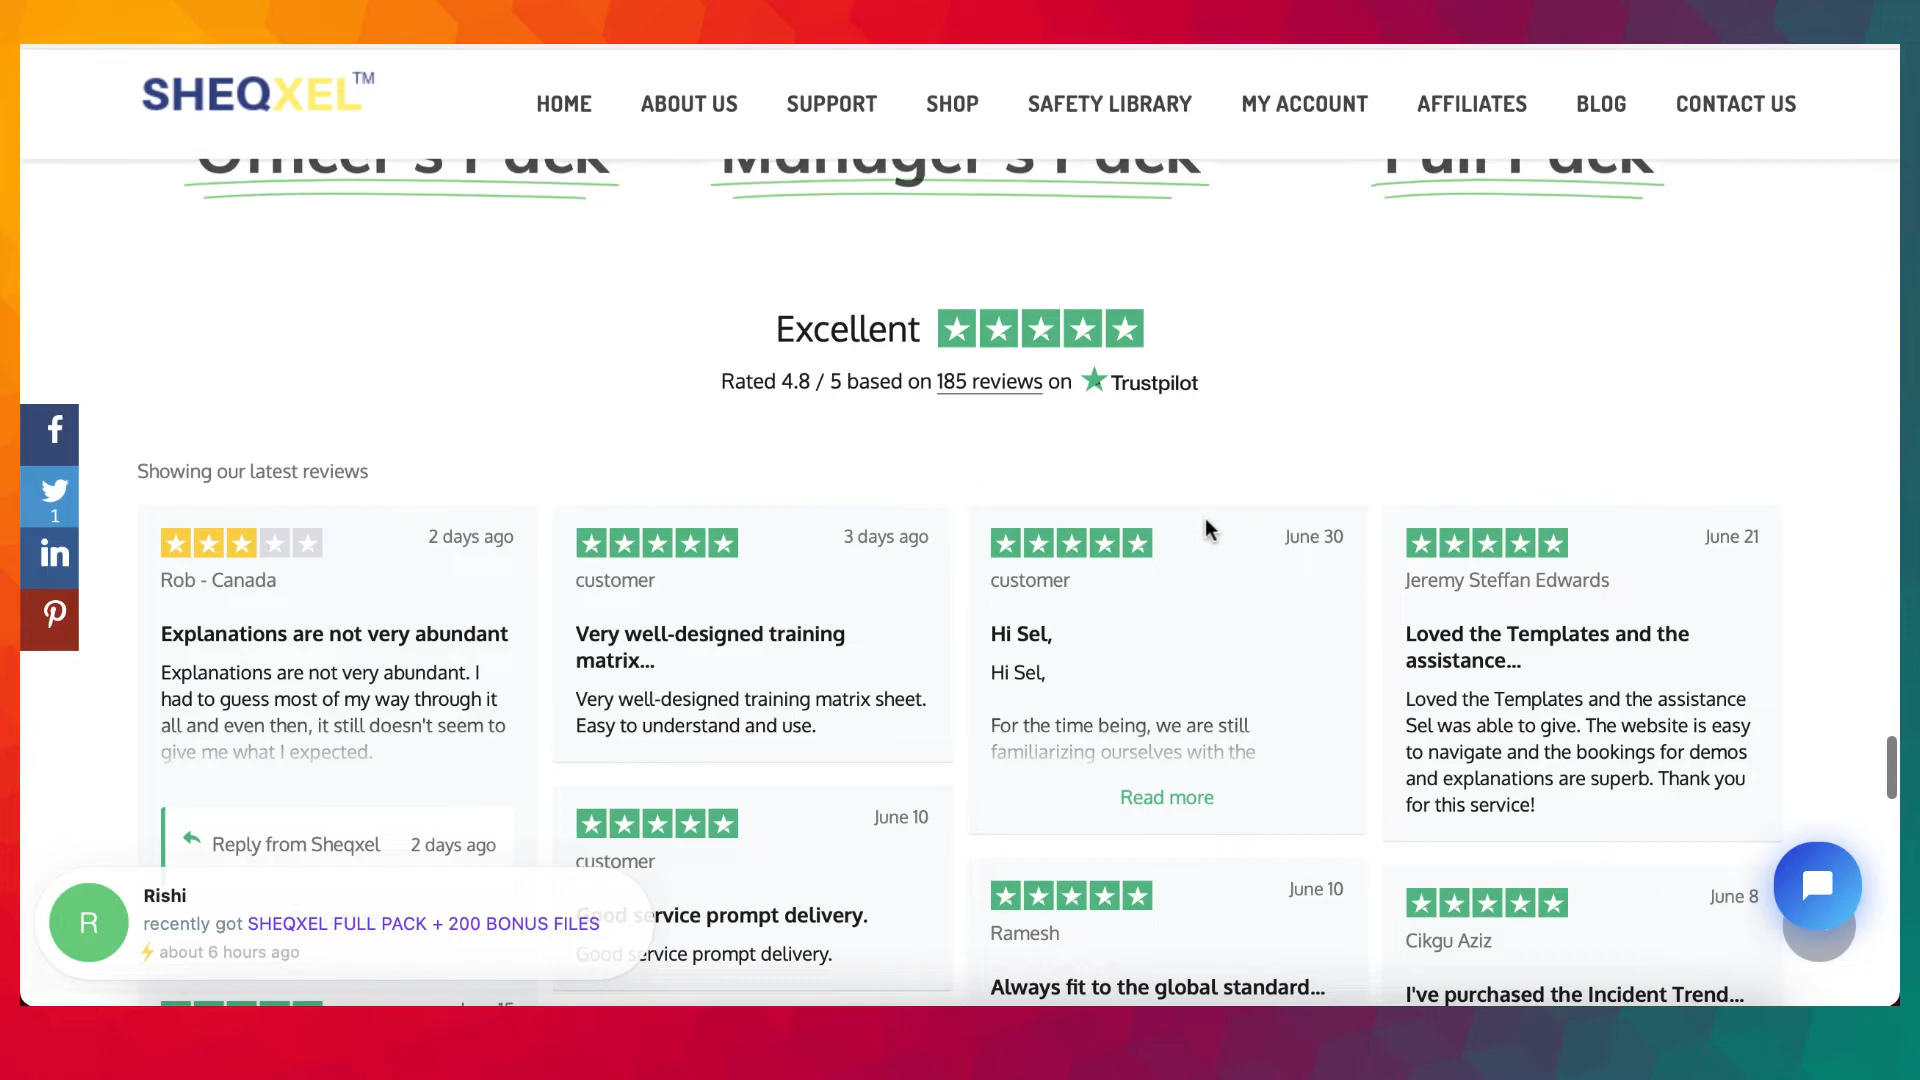 SHEQXEL™
HOME ABOUT US SUPPORT SHOP SAFETY LIBRARY MY ACCOUNT AFFILIATES BLOG CONTACT US
Officer's Pack Manager's Pack Full Pack
Excellent
Rated 4.8 / 5 based on 185 reviews on Trustpilot
1
Showing our latest reviews
2 days ago
Rob - Canada
Explanations are not very abundant
Explanations are not very abundant. I
had to guess most of my way through it
all and even then, it still doesn't seem to
give me what I expected.
Reply from Sheqxel 2 days ago
3 days ago
customer
Very well-designed training
matrix...
Very well-designed training matrix sheet.
Easy to understand and use.
June 10
customer
Good service prompt delivery.
Good service prompt delivery.
June 30
customer
Hi Sel,
Hi Sel,
For the time being, we are still
familiarizing ourselves with the
Read more
June 10
Ramesh
Always fit to the global standard...
June 21
Jeremy Steffan Edwards
Loved the Templates and the
assistance...
Loved the Templates and the assistance
Sel was able to give. The website is easy
to navigate and the bookings for demos
and explanations are superb. Thank you
for this service!
June 8
Cikgu Aziz
I've purchased the Incident Trend...
R
Rishi
recently got SHEQXEL FULL PACK + 200 BONUS FILES
about 6 hours ago